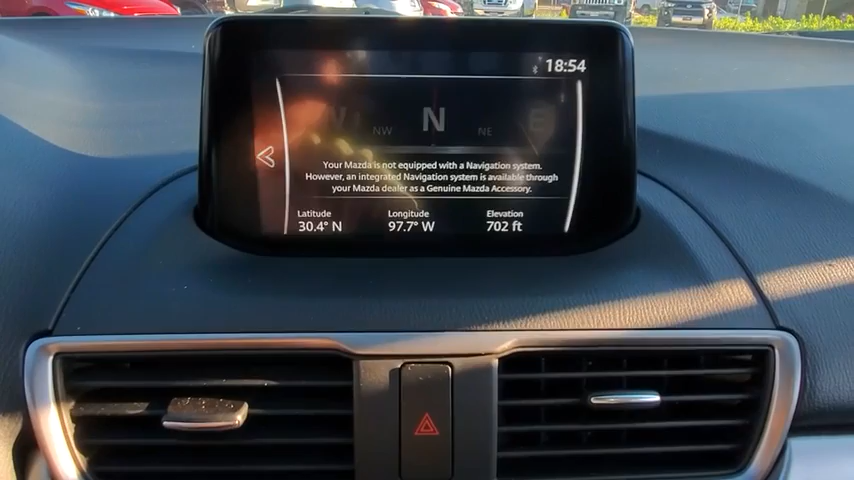 18:54
N
NW
NE
E
Your Mazda is not equipped with a Navigation system.
However, an integrated Navigation system is available through
your Mazda dealer as a Genuine Mazda Accessory.
Latitude Longitude Elevation
30.4° N 97.7° W 702 ft